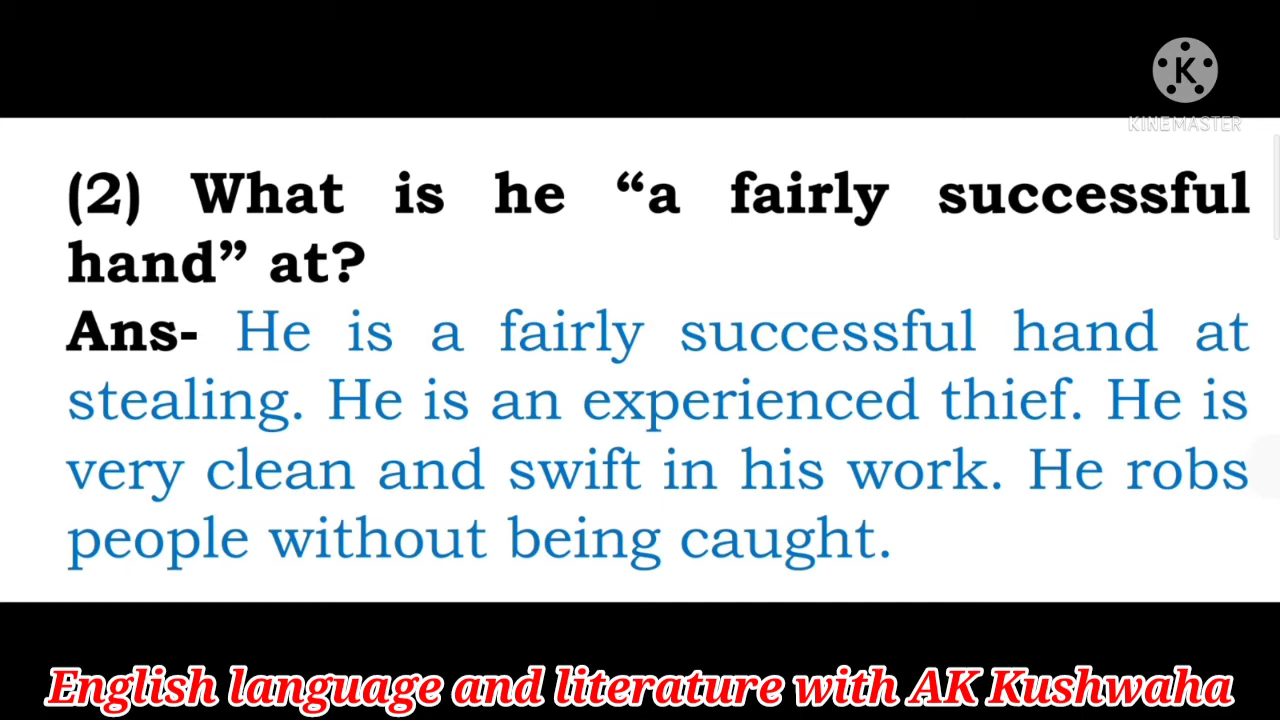 K
KINEMASTER
(2) What is he “a fairly successful
hand” at?
Ans- He is a fairly successful hand at
stealing. He is an experienced thief. He is
very clean and swift in his work. He robs
people without being caught.
English language and literature with AK Kushwaha